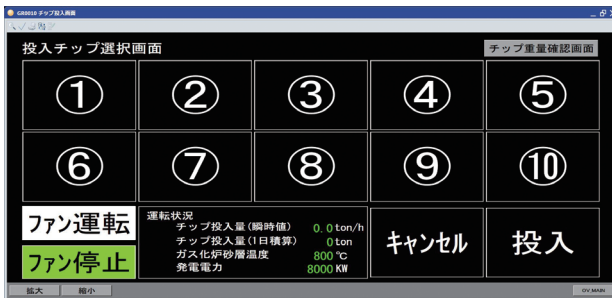 GR0010 チップ投入画面
投入チップ選択画面
チップ重量確認画面
① ② ③ ④ ⑤
⑥ ⑦ ⑧ ⑨ ⑩
ファン運転
ファン停止
運転状況
チップ投入量(瞬時値) 0.0 ton/h
チップ投入量(1日積算) 0 ton
ガス化炉砂層温度 800 ℃
発電電力 8000 KW
キャンセル
投入
拡大 縮小
OV_MAIN